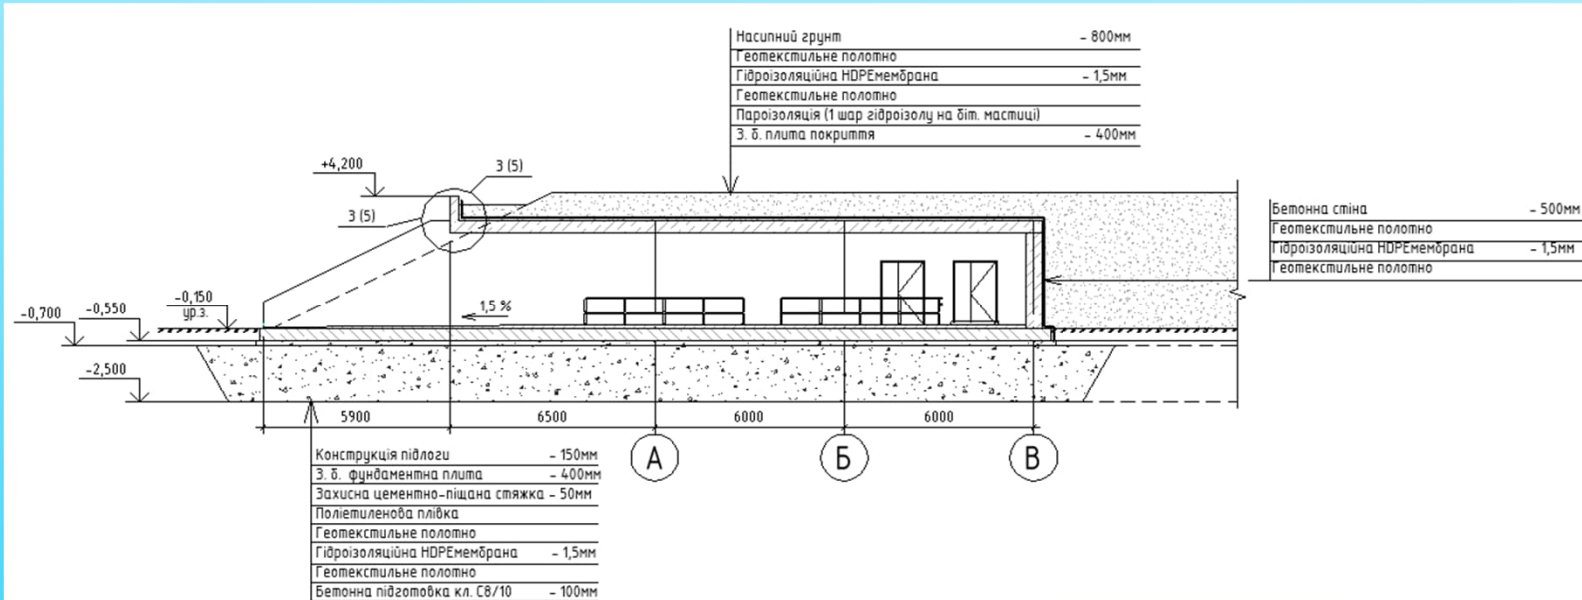 Насипний грунт - 800мм
Геотекстильне полотно
Гідроізоляційна HDPEмембрана - 1,5мм
Геотекстильне полотно
Пароізоляція (1 шар гідроізолу на біт. мастиці)
З. б. плита покриття - 400мм
+4,200
3 (5)
3 (5)
Бетонна стіна - 500мм
Геотекстильне полотно
Гідроізоляційна HDPEмембрана - 1,5мм
Геотекстильне полотно
-0,150
ур.з.
-0,550
-0,700
1,5 %
-2,500
5900
6500
6000
6000
А
Б
В
Конструкція підлоги - 150мм
З. б. фундаментна плита - 400мм
Захисна цементно-піщана стяжка - 50мм
Поліетиленова плівка
Геотекстильне полотно
Гідроізоляційна HDPEмембрана - 1,5мм
Геотекстильне полотно
Бетонна підготовка кл. С8/10 - 100мм